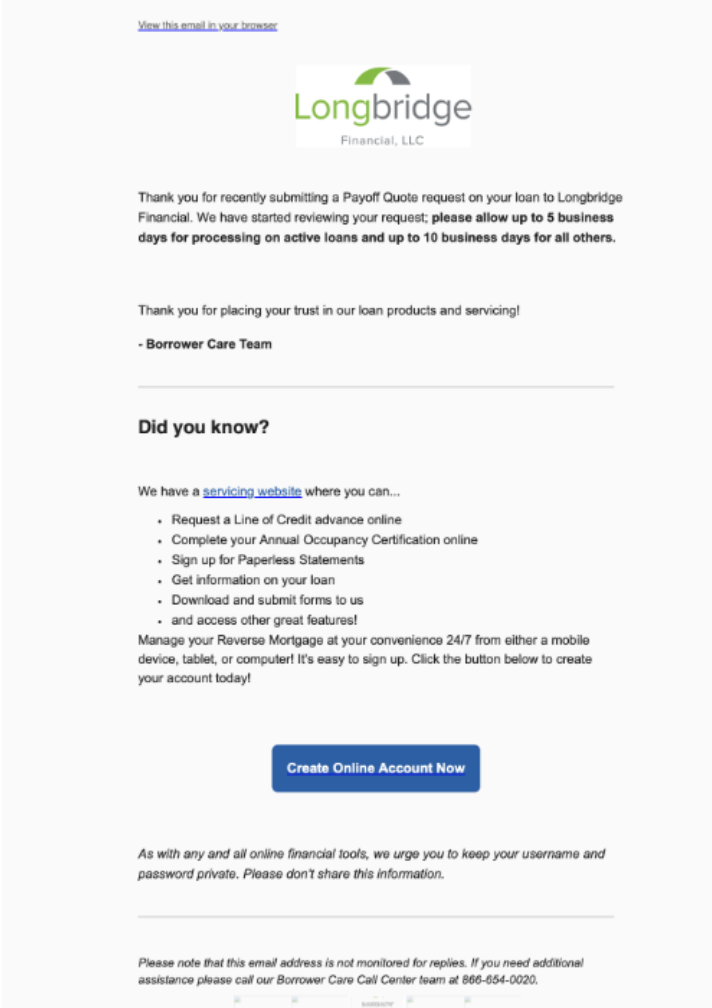 View this email in your browser
Longbridge
Financial, LLC
Thank you for recently submitting a Payoff Quote request on your loan to Longbridge
Financial. We have started reviewing your request; please allow up to 5 business
days for processing on active loans and up to 10 business days for all others.
Thank you for placing your trust in our loan products and servicing!
- Borrower Care Team
Did you know?
We have a servicing website where you can...
• Request a Line of Credit advance online
• Complete your Annual Occupancy Certification online
• Sign up for Paperless Statements
• Get information on your loan
• Download and submit forms to us
• and access other great features!
Manage your Reverse Mortgage at your convenience 24/7 from either a mobile
device, tablet, or computer! It's easy to sign up. Click the button below to create
your account today!
Create Online Account Now
As with any and all online financial tools, we urge you to keep your username and
password private. Please don't share this information.
Please note that this email address is not monitored for replies. If you need additional
assistance please call our Borrower Care Call Center team at 866-654-0020.